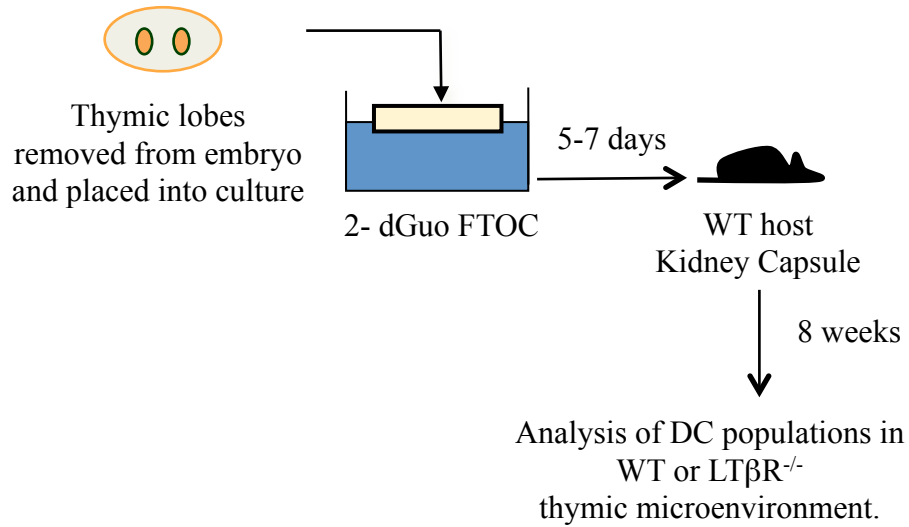 Thymic lobes
removed from embryo
and placed into culture
2- dGuo FTOC
5-7 days
WT host
Kidney Capsule
8 weeks
Analysis of DC populations in
WT or LTβR⁻/⁻
thymic microenvironment.